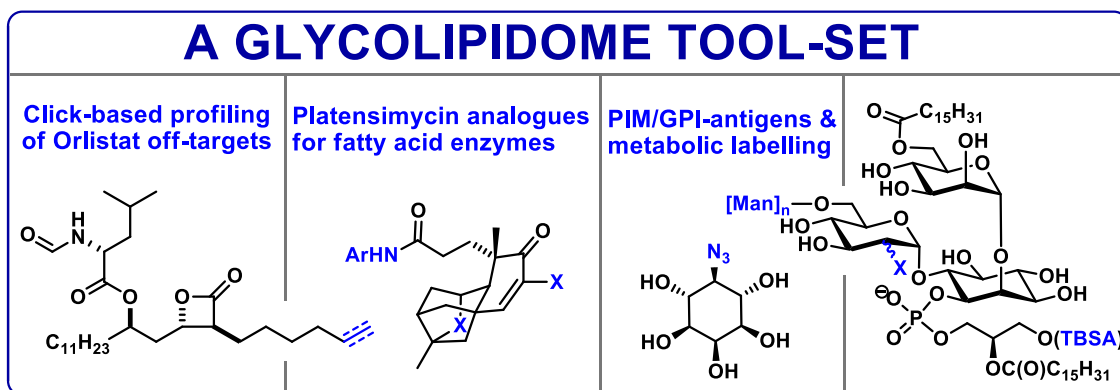 A GLYCOLIPIDOME TOOL-SET
Click-based profiling
of Orlistat off-targets
Platensimycin analogues
for fatty acid enzymes
PIM/GPI-antigens &
metabolic labelling
O
N
H
O
O
O
O
C11H23
O
ArHN
O
X
X
N3
HO
OH
HO
OH
OH
O
C15H31
O
OH
O
HO
HO
[Man]n
O
HO
HO
O
X
O
O
HO
OH
OH
O
⊖O
P
O
O
O(TBSA)
OC(O)C15H31